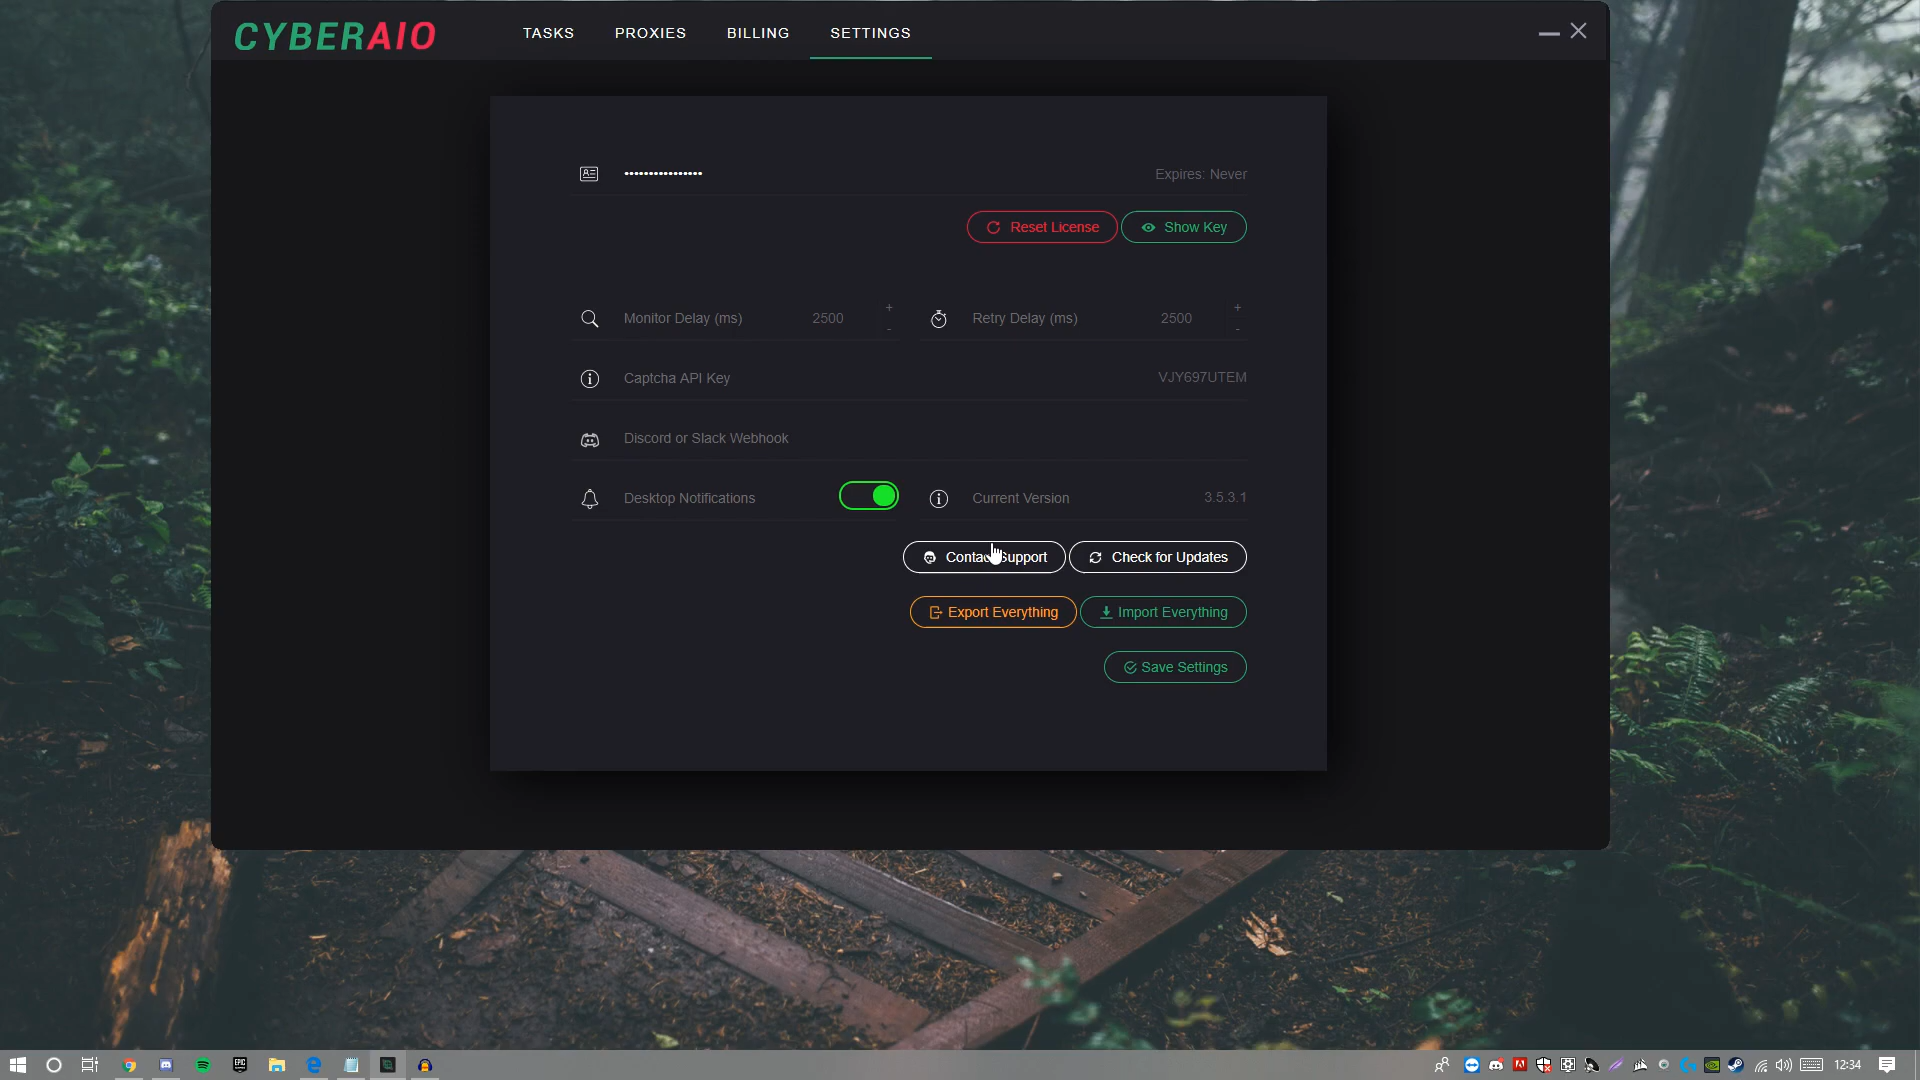 CYBERAIO TASKS PROXIES BILLING SETTINGS
•••••••••••••••• Expires: Never
Reset License Show Key
Monitor Delay (ms) 2500 + - Retry Delay (ms) 2500 + -
Captcha API Key VJY697UTEM
Discord or Slack Webhook
Desktop Notifications Current Version 3.5.3.1
Contact Support Check for Updates
Export Everything Import Everything
Save Settings
EPIC 12:34